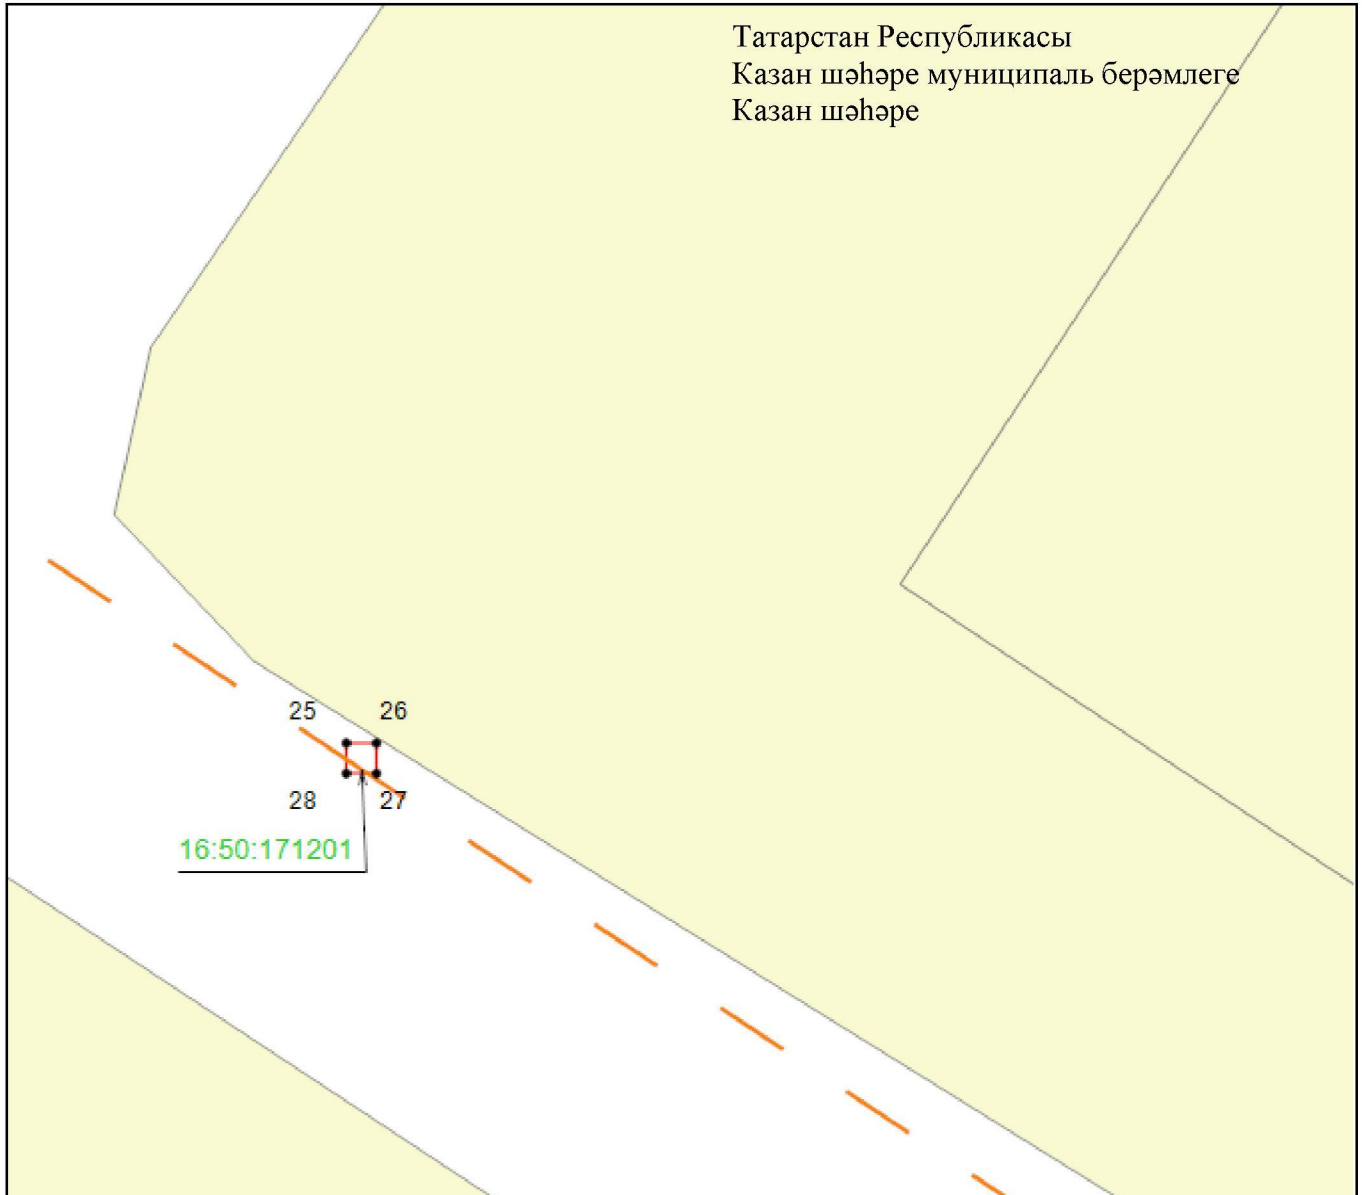 Татарстан Республикасы
Казан шәһәре муниципаль берәмлеге
Казан шәһәре
25 26
28 27
16:50:171201